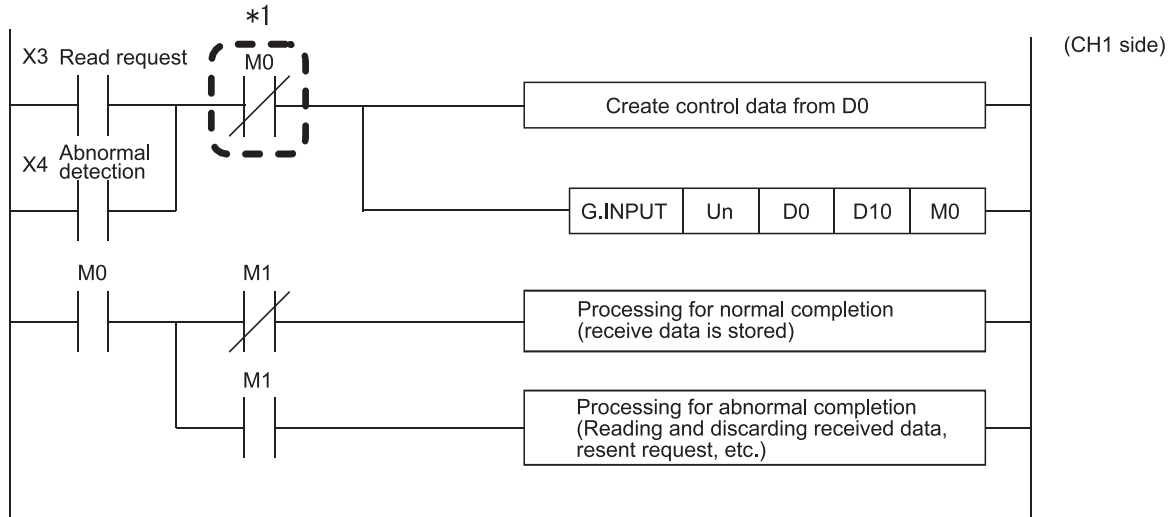 *1
(CH1 side)
X3 Read request
M0
Create control data from D0
X4 Abnormal
detection
G.INPUT Un D0 D10 M0
M0
M1
Processing for normal completion
(receive data is stored)
M1
Processing for abnormal completion
(Reading and discarding received data,
resent request, etc.)